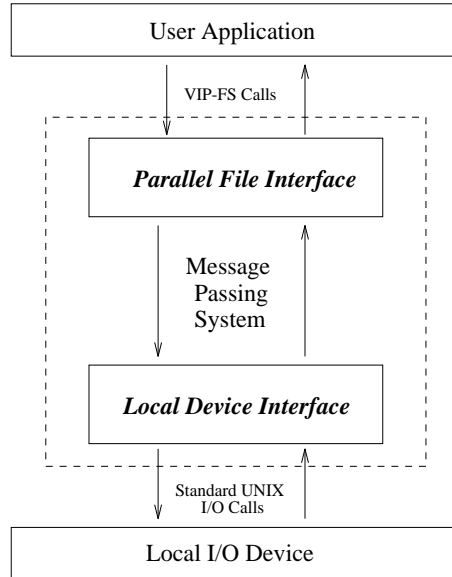 User Application
VIP-FS Calls
Parallel File Interface
Message
Passing
System
Local Device Interface
Standard UNIX
I/O Calls
Local I/O Device